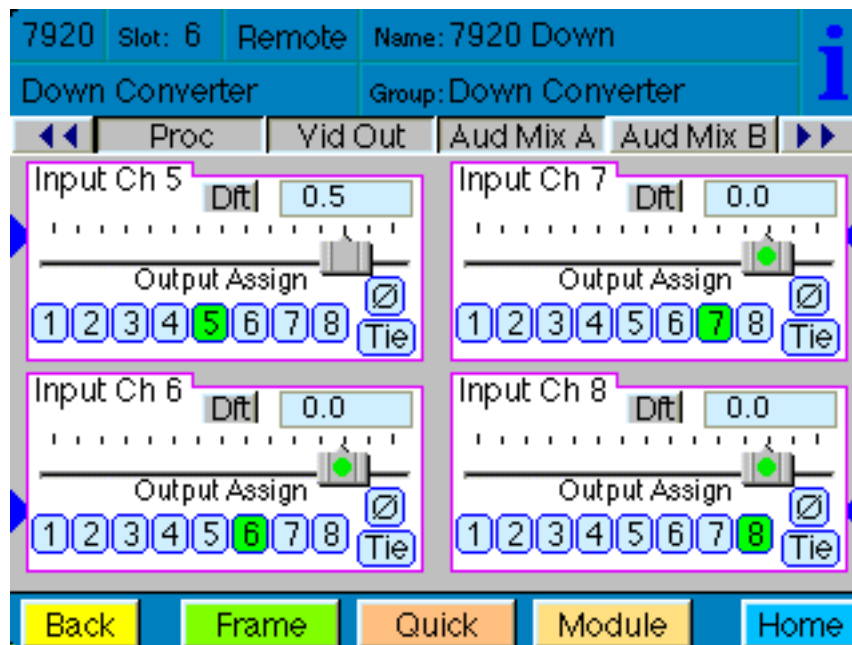 7920 Slot: 6 Remote Name: 7920 Down i
Down Converter Group: Down Converter
Proc Vid Out Aud Mix A Aud Mix B
Input Ch 5 Dft 0.5
Output Assign Ø
1 2 3 4 5 6 7 8 Tie
Input Ch 7 Dft 0.0
Output Assign Ø
1 2 3 4 5 6 7 8 Tie
Input Ch 6 Dft 0.0
Output Assign Ø
1 2 3 4 5 6 7 8 Tie
Input Ch 8 Dft 0.0
Output Assign Ø
1 2 3 4 5 6 7 8 Tie
Back Frame Quick Module Home